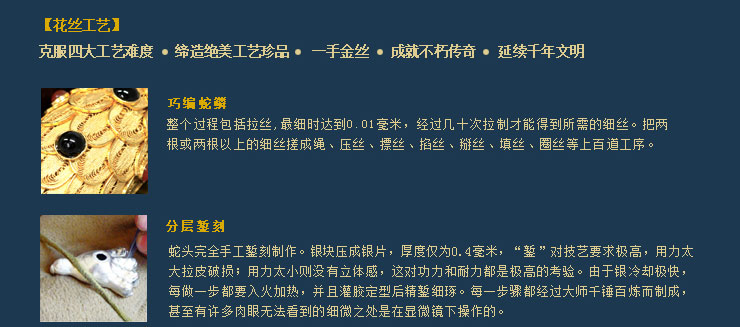 【花丝工艺】
克服四大工艺难度 ● 缔造绝美工艺珍品 ● 一手金丝 ● 成就不朽传奇 ● 延续千年文明
巧编蛇鳞
整个过程包括拉丝,最细时达到0.01毫米，经过几十次拉制才能得到所需的细丝。把两
根或两根以上的细丝搓成绳、压丝、摽丝、掐丝、掰丝、填丝、圈丝等上百道工序。
分层錾刻
蛇头完全手工錾刻制作。银块压成银片，厚度仅为0.4毫米，“錾”对技艺要求极高，用力太
大拉皮破损；用力太小则没有立体感，这对功力和耐力都是极高的考验。由于银冷却极快，
每做一步都要入火加热，并且灌胶定型后精錾细琢。每一步骤都经过大师千锤百炼而制成，
甚至有许多肉眼无法看到的细微之处是在显微镜下操作的。